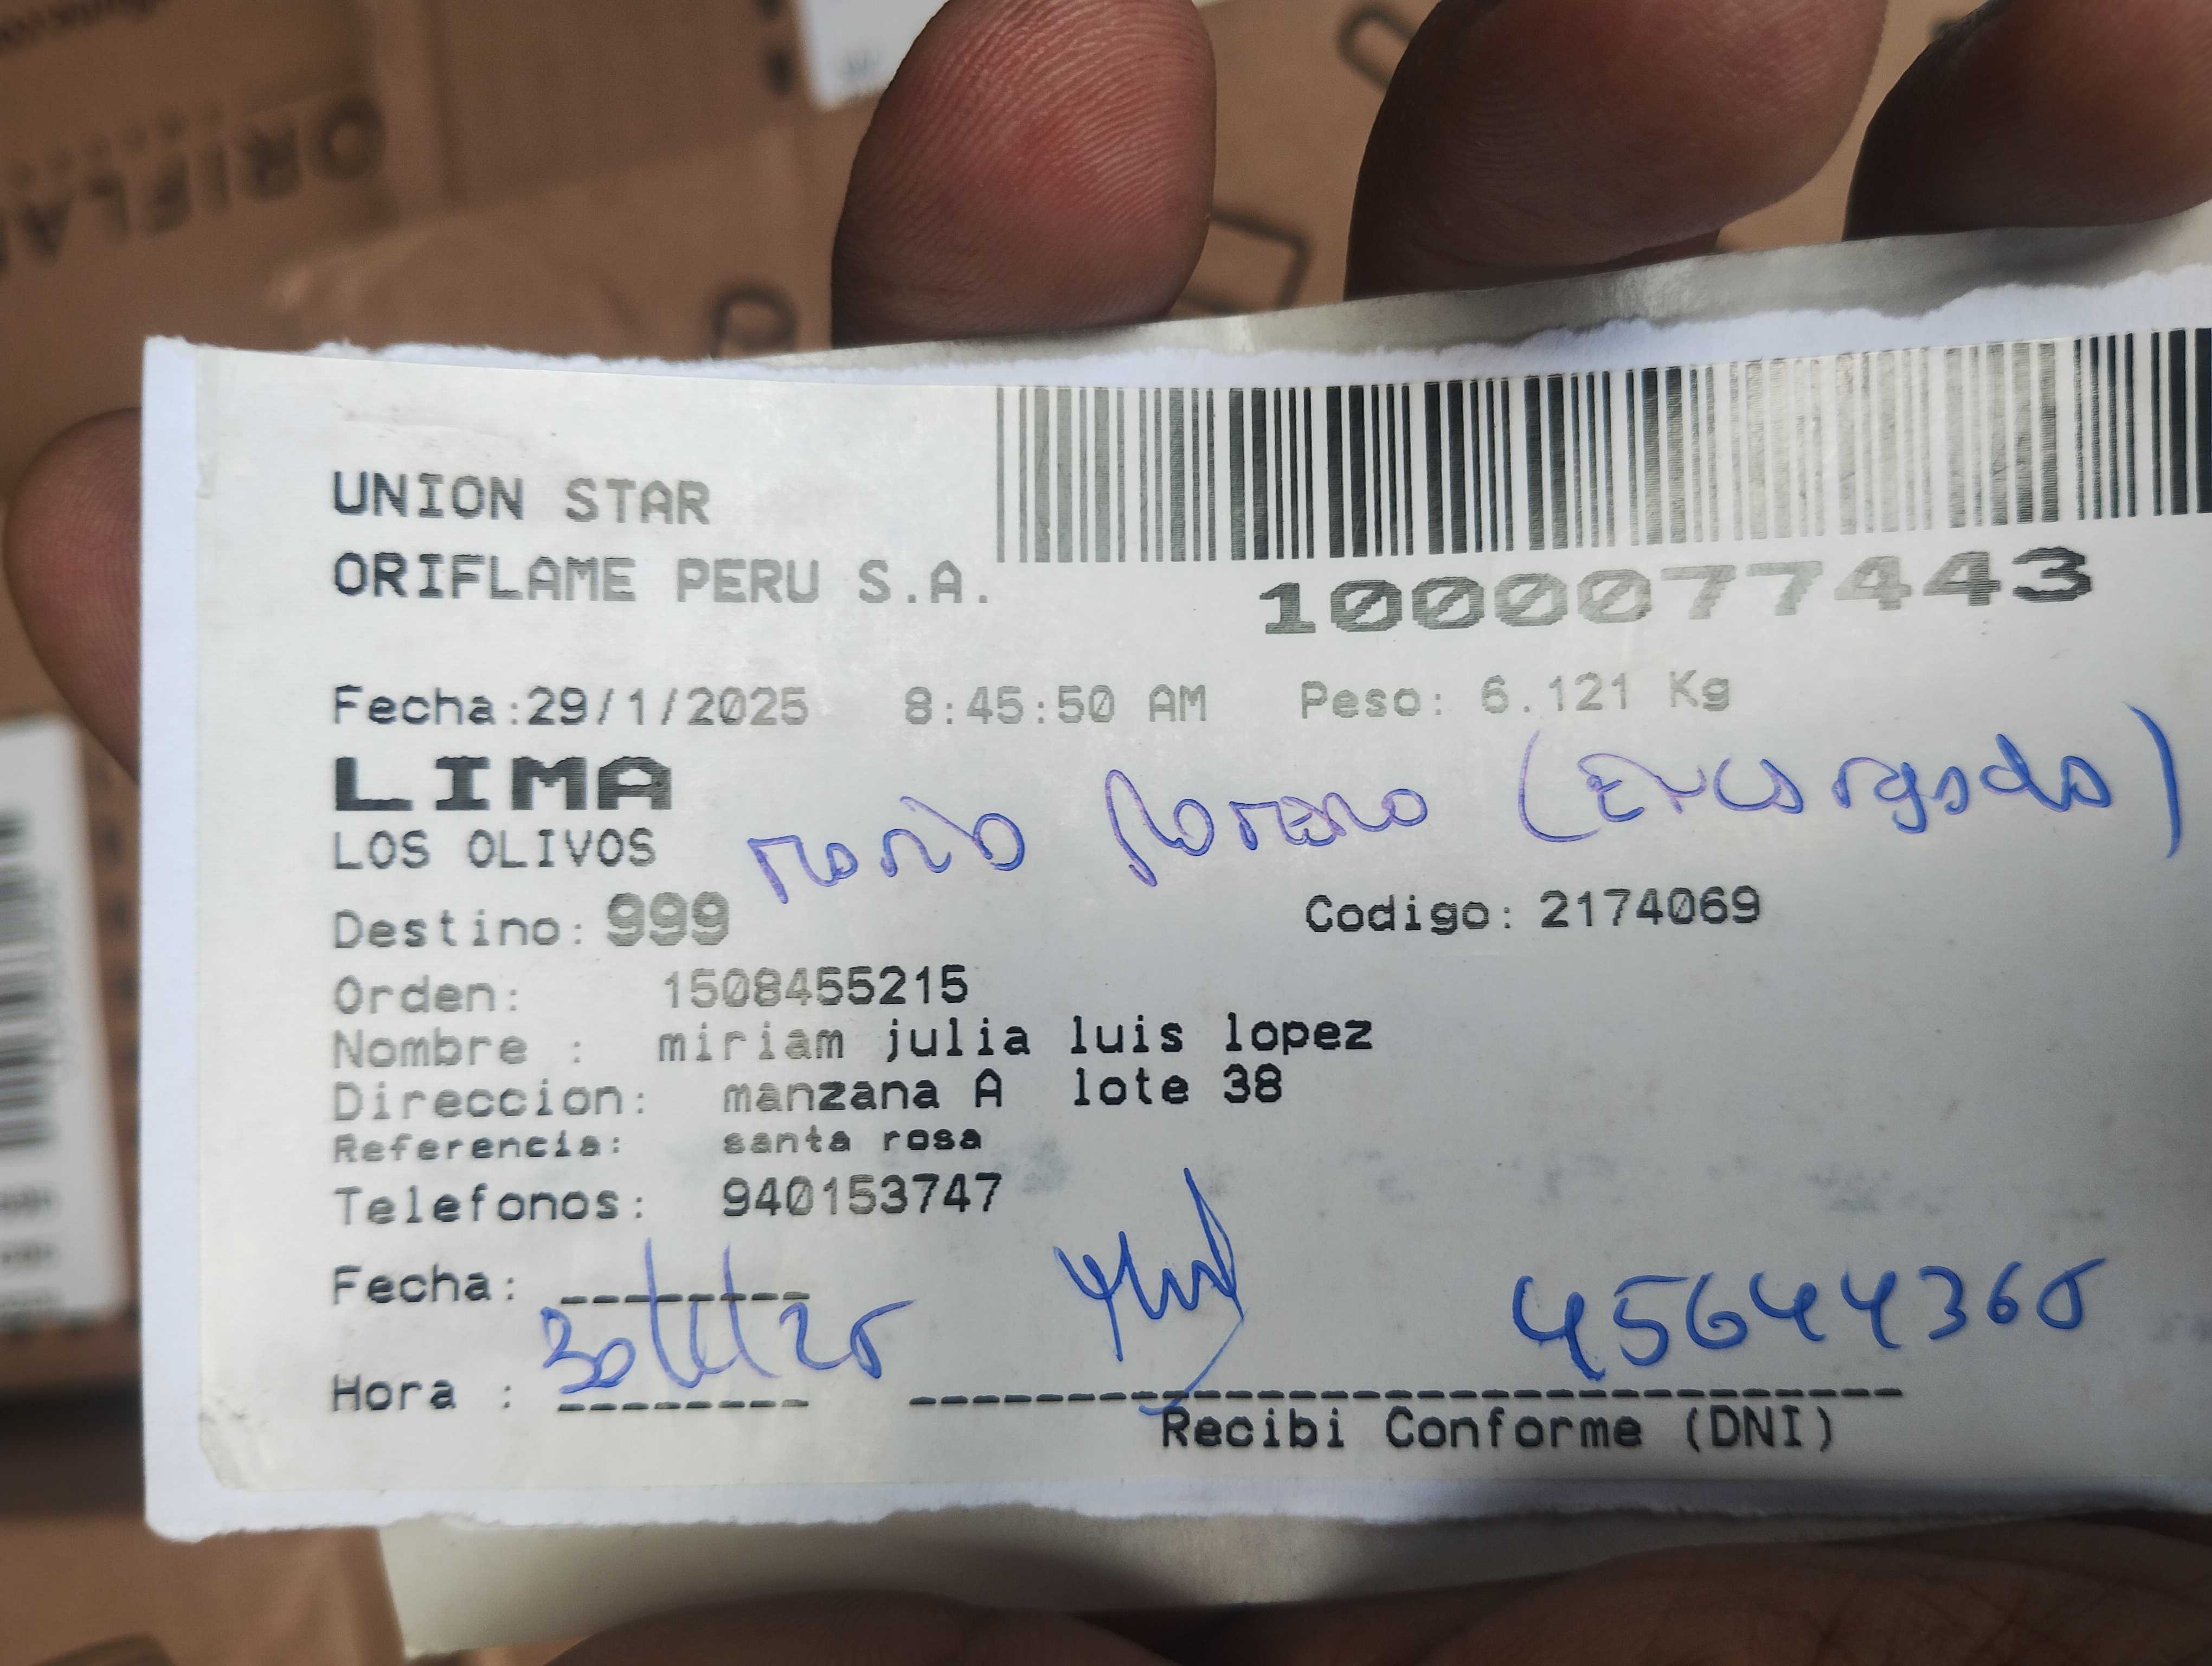 ORIFLA
UNION STAR
ORIFLAME PERU S.A.
1000077443
Fecha:29/1/2025 8:45:50 AM Peso: 6.121 Kg
LIMA
LOS OLIVOS
(Encargado)
Destino: 999 Codigo: 2174069
Orden: 1508455215
Nombre : miriam julia luis lopez
Direccion: manzana A lote 38
Referencia: santa rosa
Telefonos: 940153747
Fecha:
Hora :
Recibi Conforme (DNI)